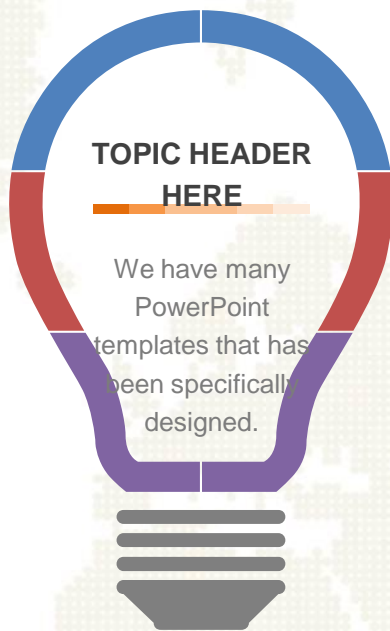 TOPIC HEADER
HERE
We have many
PowerPoint
templates that has
been specifically
designed.